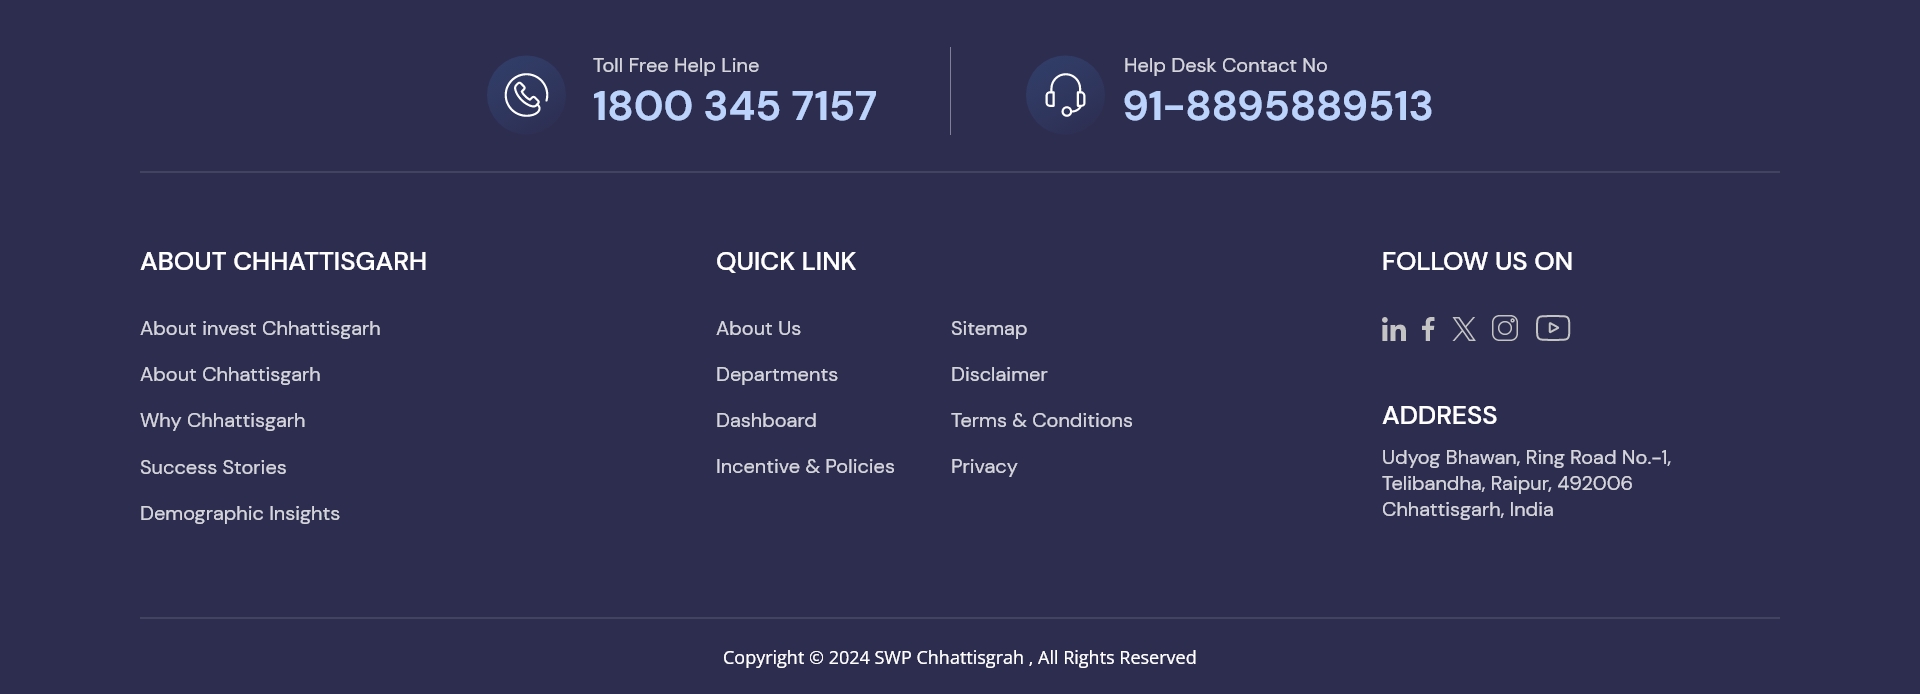 Toll Free Help Line
1800 345 7157
Help Desk Contact No
91-8895889513
ABOUT CHHATTISGARH
About invest Chhattisgarh
About Chhattisgarh
Why Chhattisgarh
Success Stories
Demographic Insights
QUICK LINK
About Us
Departments
Dashboard
Incentive & Policies
Sitemap
Disclaimer
Terms & Conditions
Privacy
FOLLOW US ON
ADDRESS
Udyog Bhawan, Ring Road No.-1,
Telibandha, Raipur, 492006
Chhattisgarh, India
Copyright © 2024 SWP Chhattisgrah , All Rights Reserved